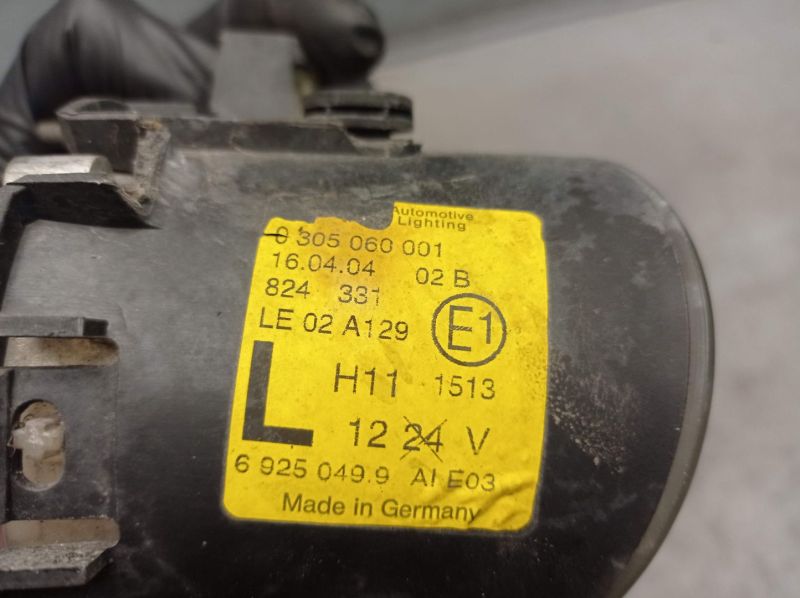 Automotive
Lighting
0 305 060 001
16.04.04 02 B
824 331
LE 02 A129 E1
L H11 1513
12 24 V
6 925 049.9 AI E03
Made in Germany